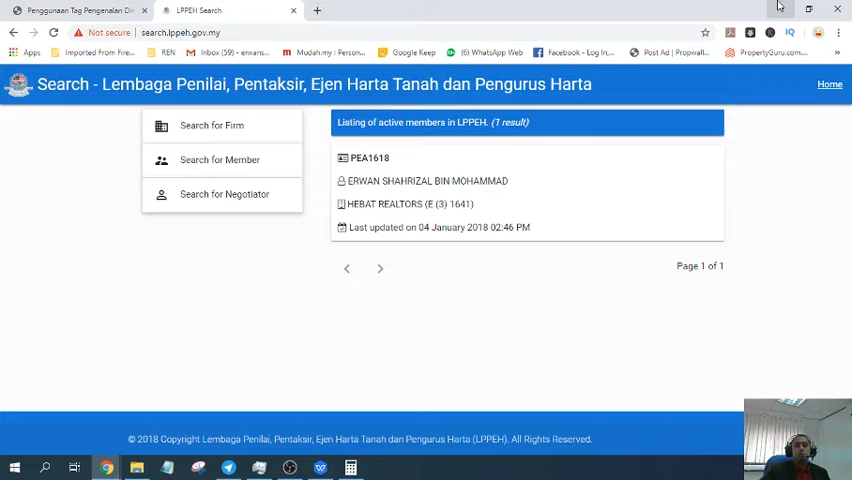 Penggunaan Tag Pengenalan Di
LPPEH Search
Not secure
search.lppeh.gov.my
Apps
Imported From Fire...
REN
Inbox (59) - erwans...
Mudah.my : Person...
Google Keep
(2) WhatsApp Web
Facebook - Log In,...
Post Ad | Propwall...
PropertyGuru.com...
Search - Lembaga Penilai, Pentaksir, Ejen Harta Tanah dan Pengurus Harta
Home
Search for Firm
Search for Member
Search for Negotiator
Listing of active members in LPPEH. (1 result)
PEA1618
ERWAN SHAHRIZAL BIN MOHAMMAD
HEBAT REALTORS (E (3) 1641)
Last updated on 04 January 2018 02:46 PM
Page 1 of 1
© 2018 Copyright Lembaga Penilai, Pentaksir, Ejen Harta Tanah dan Pengurus Harta (LPPEH). All Rights Reserved.